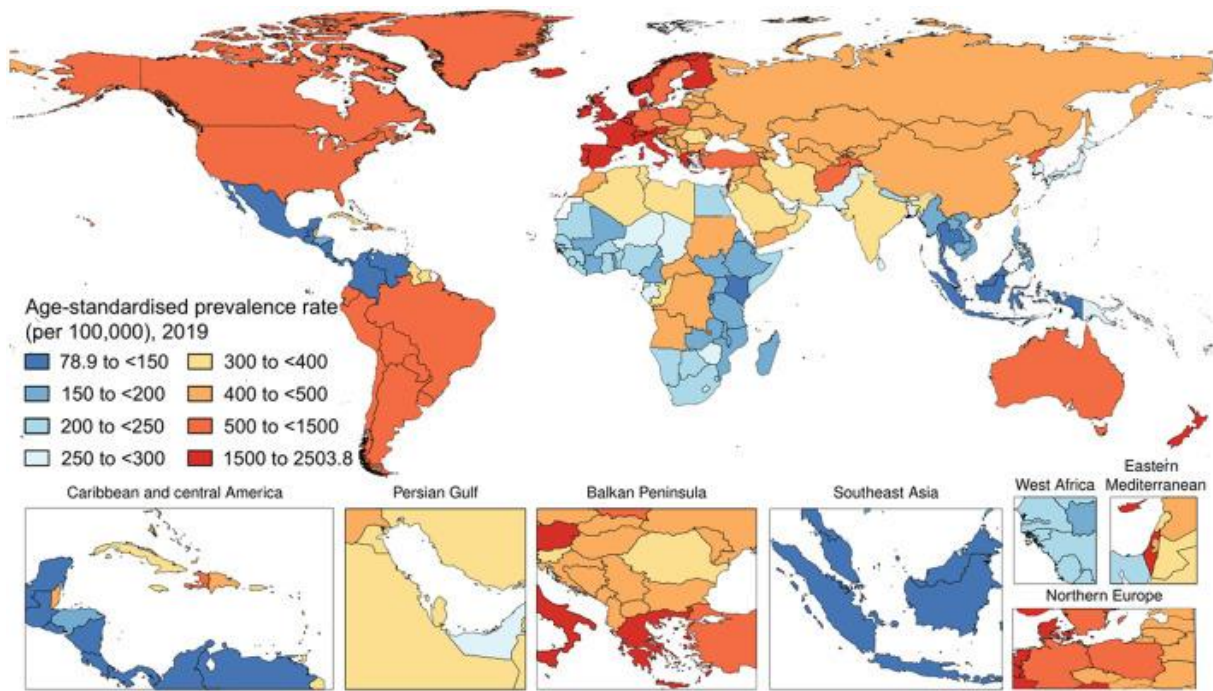 Age-standardised prevalence rate
(per 100,000), 2019
78.9 to <150
300 to <400
150 to <200
400 to <500
200 to <250
500 to <1500
250 to <300
1500 to 2503.8
Caribbean and central America
Persian Gulf
Balkan Peninsula
Southeast Asia
West Africa
Eastern
Mediterranean
Northern Europe